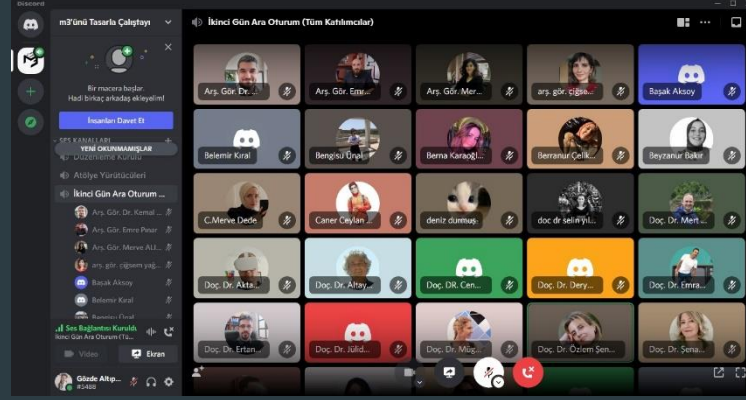 Discord
m3'ünü Tasarla Çalıştayı
Bir macera başlar.
Hadi birkaç arkadaş ekleyelim!
İnsanları Davet Et
SES KANALLARI
YENİ OKUNMAMIŞLAR
Düzenleme Kurulu
Atölye Yürütücüleri
İkinci Gün Ara Oturum ...
Arş. Gör. Dr. Kemal ...
Arş. Gör. Emre Pınar
Arş. Gör. Merve ALI...
arş. gör. çiğsem yağ...
Başak Aksoy
Belemir Kıral
Bengisu Ünal
Ses Bağlantısı Kuruldu
İkinci Gün Ara Oturum (Tü...
Video
Ekran
Gözde Altıp...
#5488
İkinci Gün Ara Oturum (Tüm Katılımcılar)
Arş. Gör. Dr. ...
Arş. Gör. Emr...
Arş. Gör. Mer...
arş. gör. çiğse...
Başak Aksoy
Belemir Kıral
Bengisu Ünal
Berna Karaoğl...
Berranur Çelik...
Beyzanur Bakır
C.Merve Dede
Caner Ceylan ...
deniz durmuş
doc dr selin yıl...
Doç. Dr. Mert ...
Doç. Dr. Akta...
Doç. Dr. Altay...
Doç. DR. Cen...
Doç. Dr. Dery...
Doç. Dr. Emra...
Doç. Dr. Ertan...
Doç. Dr. Jülid...
Doç. Dr. Müg...
Doç. Dr. Özlem Şen...
Doç. Dr. Şena...